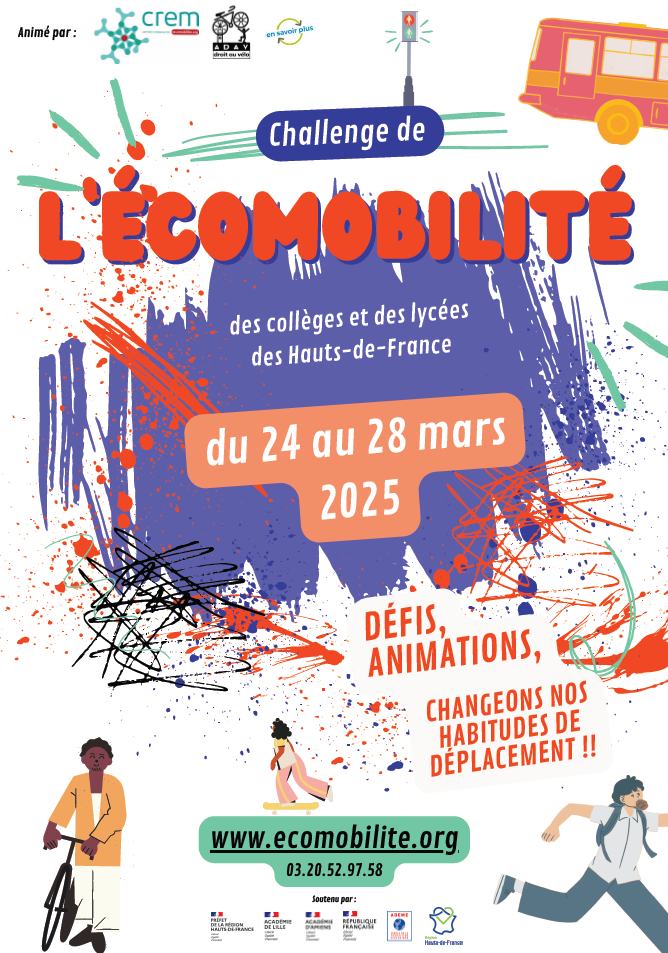 Animé par :
crem
ADAV
droit au vélo
en savoir plus
Challenge de
L'ÉCOMOBILITÉ
des collèges et des lycées
des Hauts-de-France
du 24 au 28 mars
2025
DÉFIS,
ANIMATIONS,
CHANGEONS NOS
HABITUDES DE
DÉPLACEMENT !!
www.ecomobilite.org
03.20.52.97.58
Soutenu par :
PRÉFET
DE LA RÉGION
HAUTS-DE-FRANCE
ACADÉMIE
DE LILLE
ACADÉMIE
D'AMIENS
RÉPUBLIQUE
FRANÇAISE
ADEME
Région
Hauts-de-France